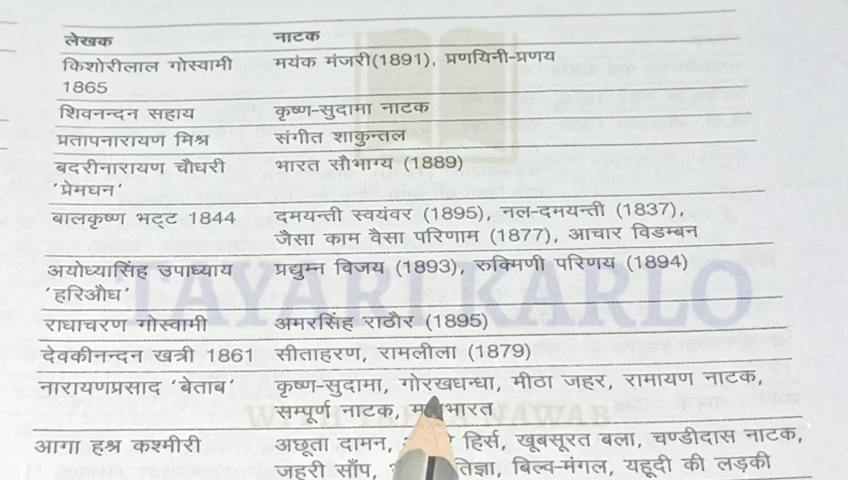 लेखक नाटक
किशोरीलाल गोस्वामी मयंक मंजरी(1891), प्रणयिनी-प्रणय
1865
शिवनन्दन सहाय कृष्ण-सुदामा नाटक
प्रतापनारायण मिश्र संगीत शाकुन्तल
बदरीनारायण चौधरी भारत सौभाग्य (1889)
'प्रेमघन'
बालकृष्ण भट्ट 1844 दमयन्ती स्वयंवर (1895), नल-दमयन्ती (1837),
जैसा काम वैसा परिणाम (1877), आचार विडम्बन
अयोध्यासिंह उपाध्याय प्रद्युम्न विजय (1893), रुक्मिणी परिणय (1894)
'हरिऔध'
TAYARI KARLO
राधाचरण गोस्वामी अमरसिंह राठौर (1895)
देवकीनन्दन खत्री 1861 सीताहरण, रामलीला (1879)
नारायणप्रसाद 'बेताब' कृष्ण-सुदामा, गोरखधन्धा, मीठा जहर, रामायण नाटक,
सम्पूर्ण नाटक,
आगा हश्र कश्मीरी अछूता दामन, हिर्स, खूबसूरत बला, चण्डीदास नाटक,
जहरी साँप, बिल्व-मंगल, यहूदी की लड़की